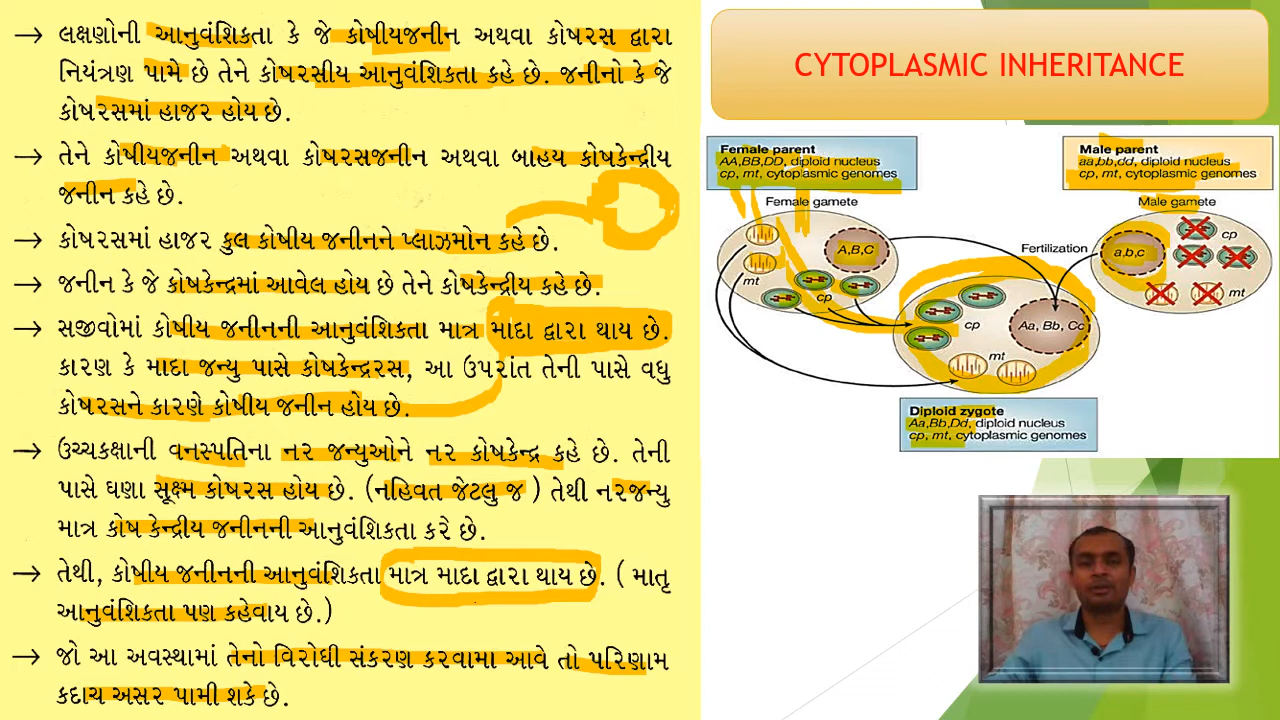 → લક્ષણોની આનુવંશિકતા કે જે કોષીયજનીન અથવા કોષરસ દ્વારા
નિયંત્રણ પામે છે તેને કોષરસીય આનુવંશિકતા કહે છે. જનીનો કે જે
કોષરસમાં હાજર હોય છે.
→ તેને કોષીયજનીન અથવા કોષરસજનીન અથવા બાહય કોષકેન્દ્રીય
જનીન કહે છે.
→ કોષરસમાં હાજર કુલ કોષીય જનીનને પ્લાઝમોન કહે છે.
→ જનીન કે જે કોષકેન્દ્રમાં આવેલ હોય છે તેને કોષકેન્દ્રીય કહે છે.
→ સજીવોમાં કોષીય જનીનની આનુવંશિકતા માત્ર માદા દ્વારા થાય છે.
કારણ કે માદા જન્યુ પાસે કોષકેન્દ્રરસ, આ ઉપરાંત તેની પાસે વધુ
કોષરસને કારણે કોષીય જનીન હોય છે.
→ ઉચ્ચકક્ષાની વનસ્પતિના નર જન્યુઓને નર કોષકેન્દ્ર કહે છે. તેની
પાસે ઘણા સૂક્ષ્મ કોષરસ હોય છે. (નહિવત જેટલુ જ ) તેથી નરજન્યુ
માત્ર કોષ કેન્દ્રીય જનીનની આનુવંશિકતા કરે છે.
→ તેથી, કોષીય જનીનની આનુવંશિકતા માત્ર માદા દ્વારા થાય છે. ( માતૃ
આનુવંશિકતા પણ કહેવાય છે.)
→ જો આ અવસ્થામાં તેનો વિરોધી સંકરણ કરવામા આવે તો પરિણામ
કદાચ અસર પામી શકે છે.
CYTOPLASMIC INHERITANCE
Female parent
AA,BB,DD, diploid nucleus
cp, mt, cytoplasmic genomes
Male parent
aa,bb,dd, diploid nucleus
cp, mt, cytoplasmic genomes
Female gamete
Male gamete
A,B,C
mt
cp
Fertilization
a,b,c
cp
mt
cp
Aa, Bb, Cc
mt
Diploid zygote
Aa,Bb,Dd, diploid nucleus
cp, mt, cytoplasmic genomes